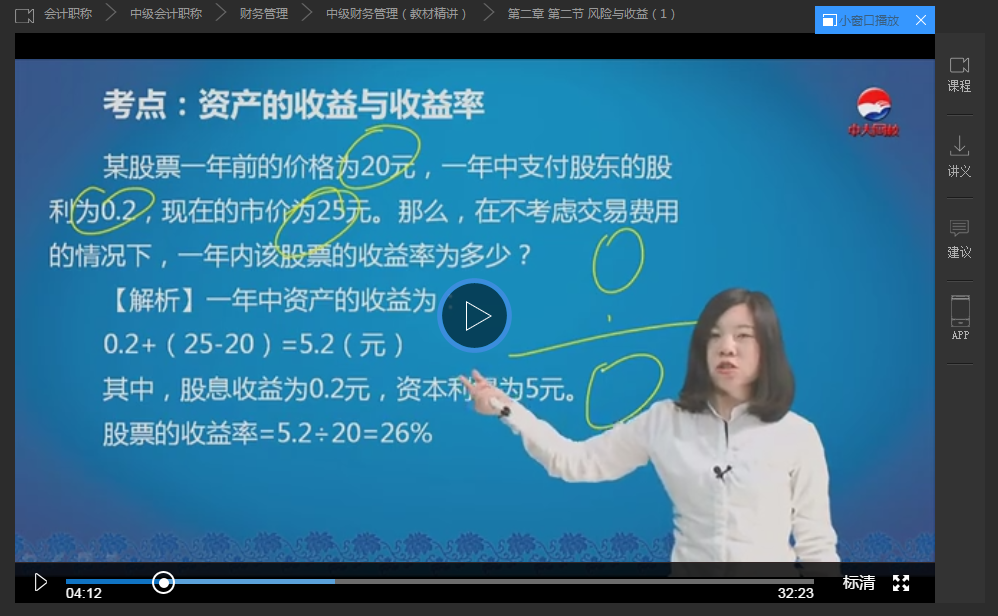 会计职称 中级会计职称 财务管理 中级财务管理（教材精讲） 第二章 第二节 风险与收益（1）
小窗口播放
考点：资产的收益与收益率
某股票一年前的价格为20元，一年中支付股东的股
利为0.2，现在的市价为25元。那么，在不考虑交易费用
的情况下，一年内该股票的收益率为多少？
【解析】一年中资产的收益为
0.2+（25-20）=5.2（元）
其中，股息收益为0.2元，资本利得为5元。
股票的收益率=5.2÷20=26%
中大网校
课程
讲义
建议
APP
04:12
32:23
标清